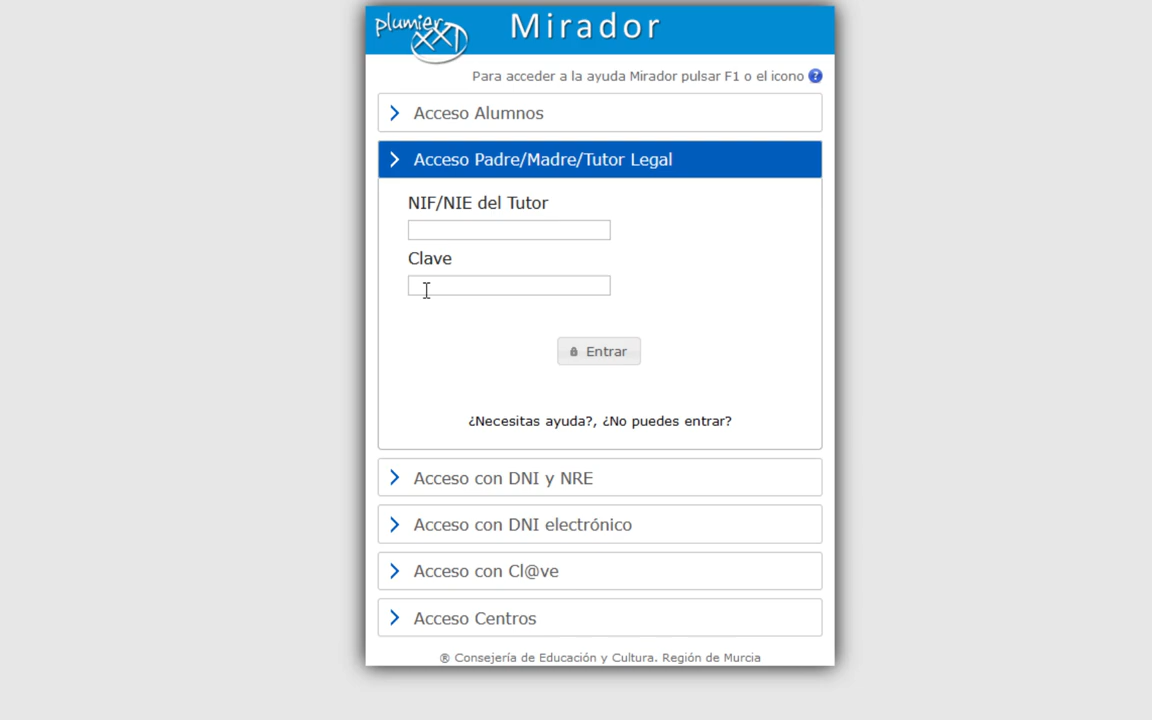 plumier XXI
Mirador
Para acceder a la ayuda Mirador pulsar F1 o el icono ?
Acceso Alumnos
Acceso Padre/Madre/Tutor Legal
NIF/NIE del Tutor
Clave
Entrar
¿Necesitas ayuda?, ¿No puedes entrar?
Acceso con DNI y NRE
Acceso con DNI electrónico
Acceso con Cl@ve
Acceso Centros
® Consejería de Educación y Cultura. Región de Murcia